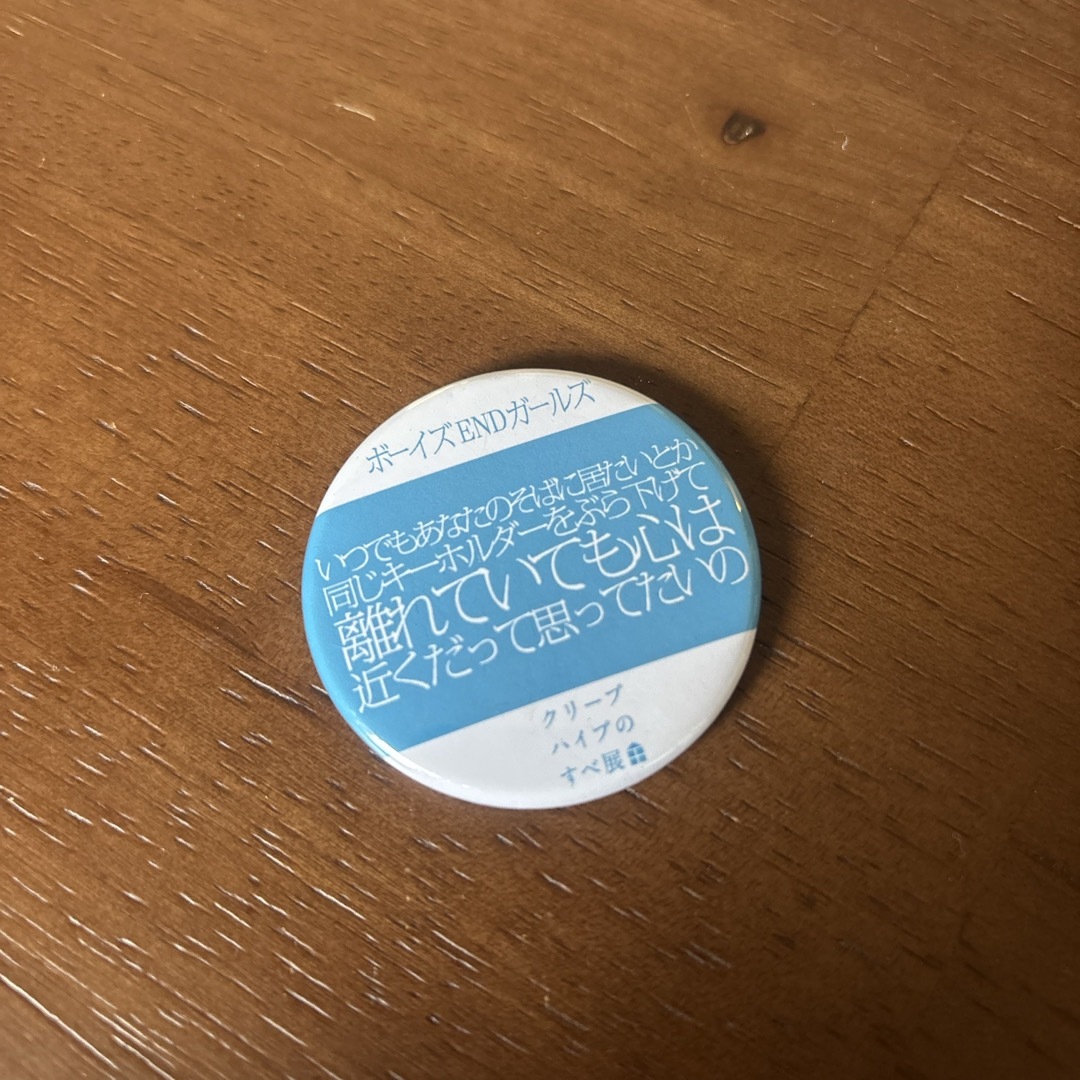 ボーイズENDガールズ
いつでもあなたのそばに居たいとか
同じキーホルダーをぶら下げて
離れていても心は
近くだって思ってたいの
クリープ
ハイプの
すべ展